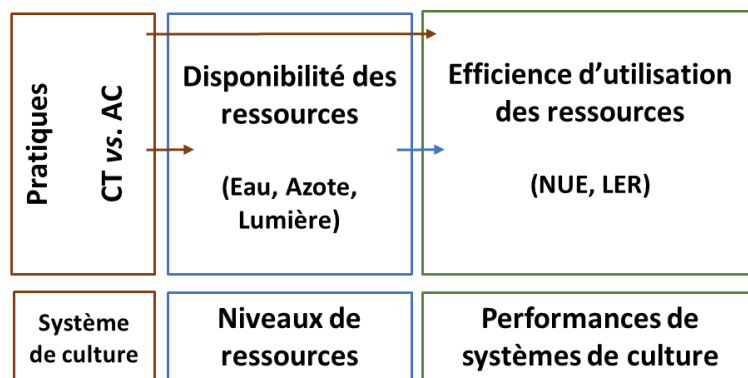 Pratiques
CT vs. AC
Disponibilité des
ressources
(Eau, Azote,
Lumière)
Efficience d’utilisation
des ressources
(NUE, LER)
Système
de culture
Niveaux de
ressources
Performances de
systèmes de culture